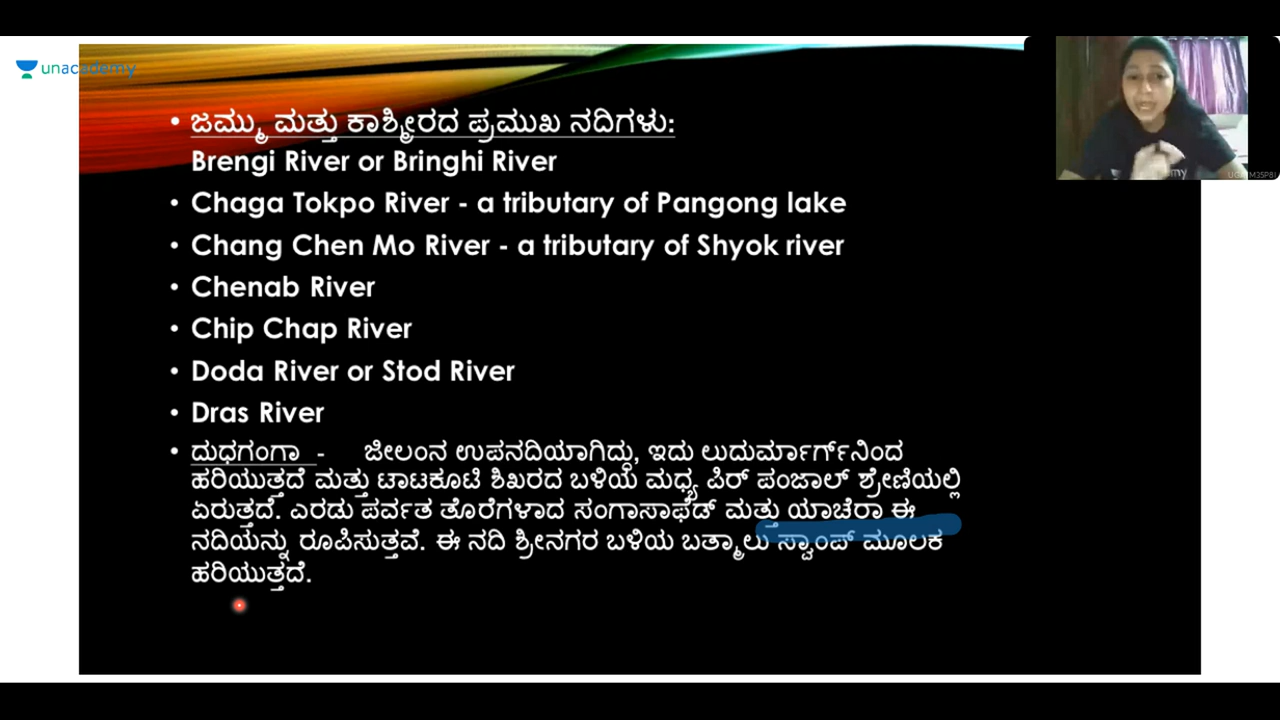 unacademy
• ಜಮ್ಮು ಮತ್ತು ಕಾಶ್ಮೀರದ ಪ್ರಮುಖ ನದಿಗಳು:
Brengi River or Bringhi River
• Chaga Tokpo River - a tributary of Pangong lake
• Chang Chen Mo River - a tributary of Shyok river
• Chenab River
• Chip Chap River
• Doda River or Stod River
• Dras River
• ದುಧಗಂಗಾ - ಜೀಲಂನ ಉಪನದಿಯಾಗಿದ್ದು, ಇದು ಲುದುರ್ಮಾರ್ಗ್‌ನಿಂದ
ಹರಿಯುತ್ತದೆ ಮತ್ತು ಟಾಟಕೂಟಿ ಶಿಖರದ ಬಳಿಯ ಮಧ್ಯ ಪಿರ್ ಪಂಜಾಲ್ ಶ್ರೇಣಿಯಲ್ಲಿ
ಏರುತ್ತದೆ. ಎರಡು ಪರ್ವತ ತೊರೆಗಳಾದ ಸಂಗಾಸಾಫೆಡ್ ಮತ್ತು ಯಾಚೆರಾ ಈ
ನದಿಯನ್ನು ರೂಪಿಸುತ್ತವೆ. ಈ ನದಿ ಶ್ರೀನಗರ ಬಳಿಯ ಬತ್ಮಾಲು ಸ್ವಾಂಪ್ ಮೂಲಕ
ಹರಿಯುತ್ತದೆ.